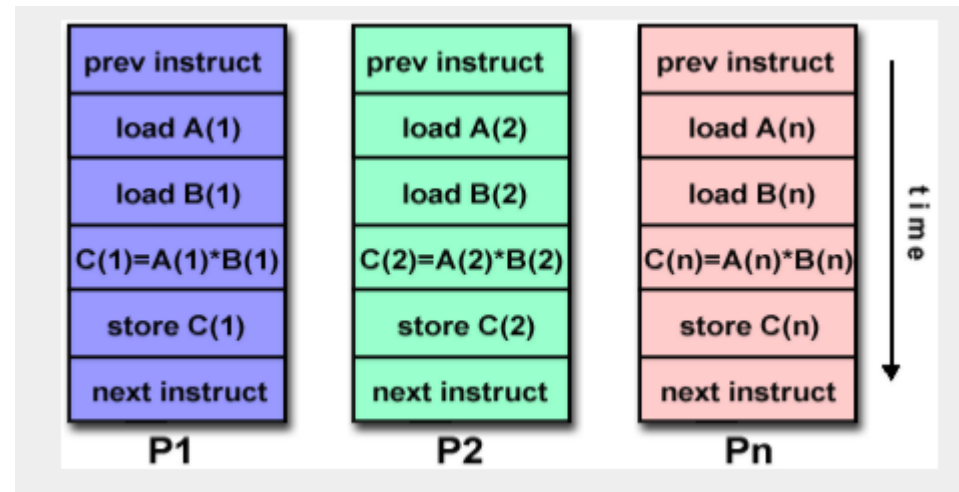 prev instruct
load A(1)
load B(1)
C(1)=A(1)*B(1)
store C(1)
next instruct
P1
prev instruct
load A(2)
load B(2)
C(2)=A(2)*B(2)
store C(2)
next instruct
P2
prev instruct
load A(n)
load B(n)
C(n)=A(n)*B(n)
store C(n)
next instruct
Pn
time